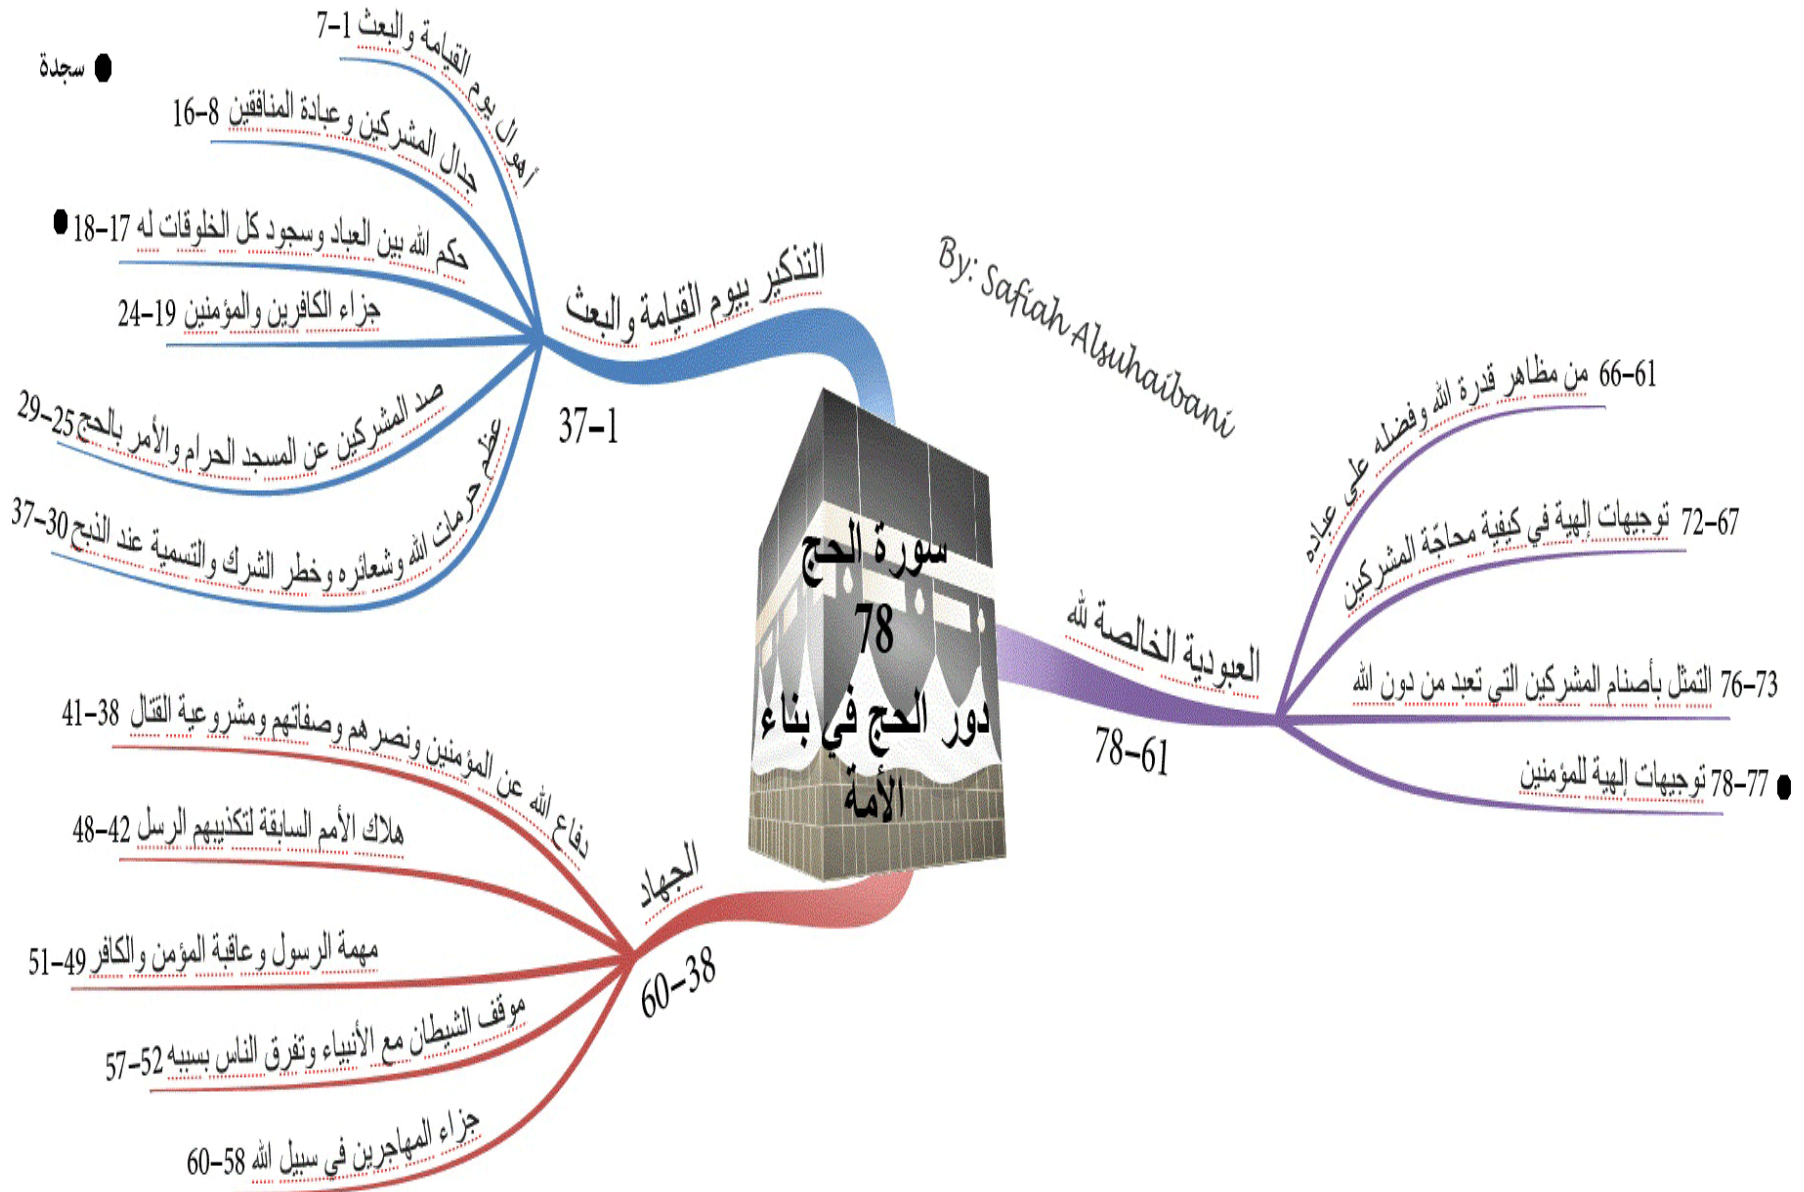 سورة الحج
78
دور الحج في بناء
الأمة
By: Safiah Alsuhaibani
● سجدة
التذكير بيوم القيامة والبعث
1–37
أهوال يوم القيامة والبعث 1–7
جدال المشركين وعبادة المنافقين 8–16
حكم الله بين العباد وسجود كل الخلوقات له 17–18 ●
جزاء الكافرين والمؤمنين 19–24
صد المشركين عن المسجد الحرام والأمر بالحج 25–29
عظم حرمات الله وشعائره وخطر الشرك والتسمية عند الذبح 30–37
الجهاد
38–60
دفاع الله عن المؤمنين ونصرهم وصفاتهم ومشروعية القتال 38–41
هلاك الأمم السابقة لتكذيبهم الرسل 42–48
مهمة الرسول وعاقبة المؤمن والكافر 49–51
موقف الشيطان مع الأنبياء وتفرق الناس بسببه 52–57
جزاء المهاجرين في سبيل الله 58–60
العبودية الخالصة لله
61–78
61–66 من مظاهر قدرة الله وفضله على عباده
67–72 توجيهات إلهية في كيفية محاجّة المشركين
73–76 التمثل بأصنام المشركين التي تعبد من دون الله
● 77–78 توجيهات إلهية للمؤمنين